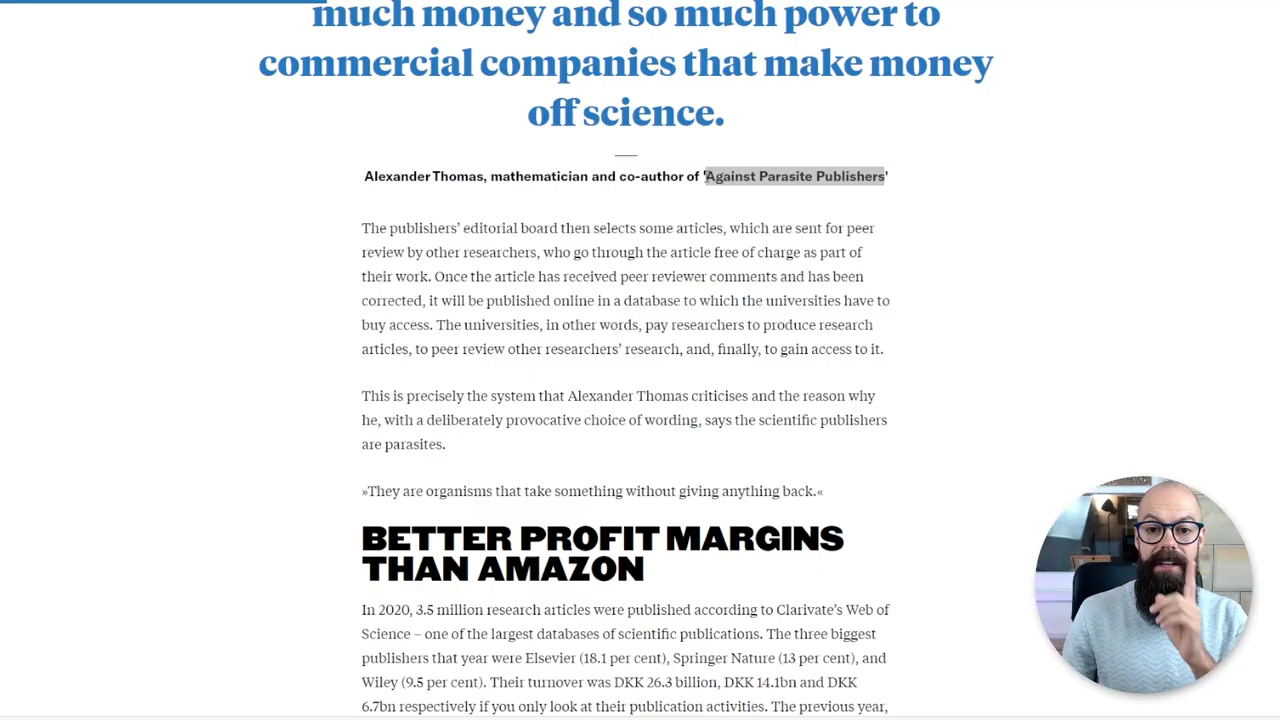 much money and so much power to
commercial companies that make money
off science.
Alexander Thomas, mathematician and co-author of 'Against Parasite Publishers'
The publishers’ editorial board then selects some articles, which are sent for peer
review by other researchers, who go through the article free of charge as part of
their work. Once the article has received peer reviewer comments and has been
corrected, it will be published online in a database to which the universities have to
buy access. The universities, in other words, pay researchers to produce research
articles, to peer review other researchers’ research, and, finally, to gain access to it.
This is precisely the system that Alexander Thomas criticises and the reason why
he, with a deliberately provocative choice of wording, says the scientific publishers
are parasites.
»They are organisms that take something without giving anything back.«
BETTER PROFIT MARGINS
THAN AMAZON
In 2020, 3.5 million research articles were published according to Clarivate’s Web of
Science – one of the largest databases of scientific publications. The three biggest
publishers that year were Elsevier (18.1 per cent), Springer Nature (13 per cent), and
Wiley (9.5 per cent). Their turnover was DKK 26.3 billion, DKK 14.1bn and DKK
6.7bn respectively if you only look at their publication activities. The previous year,